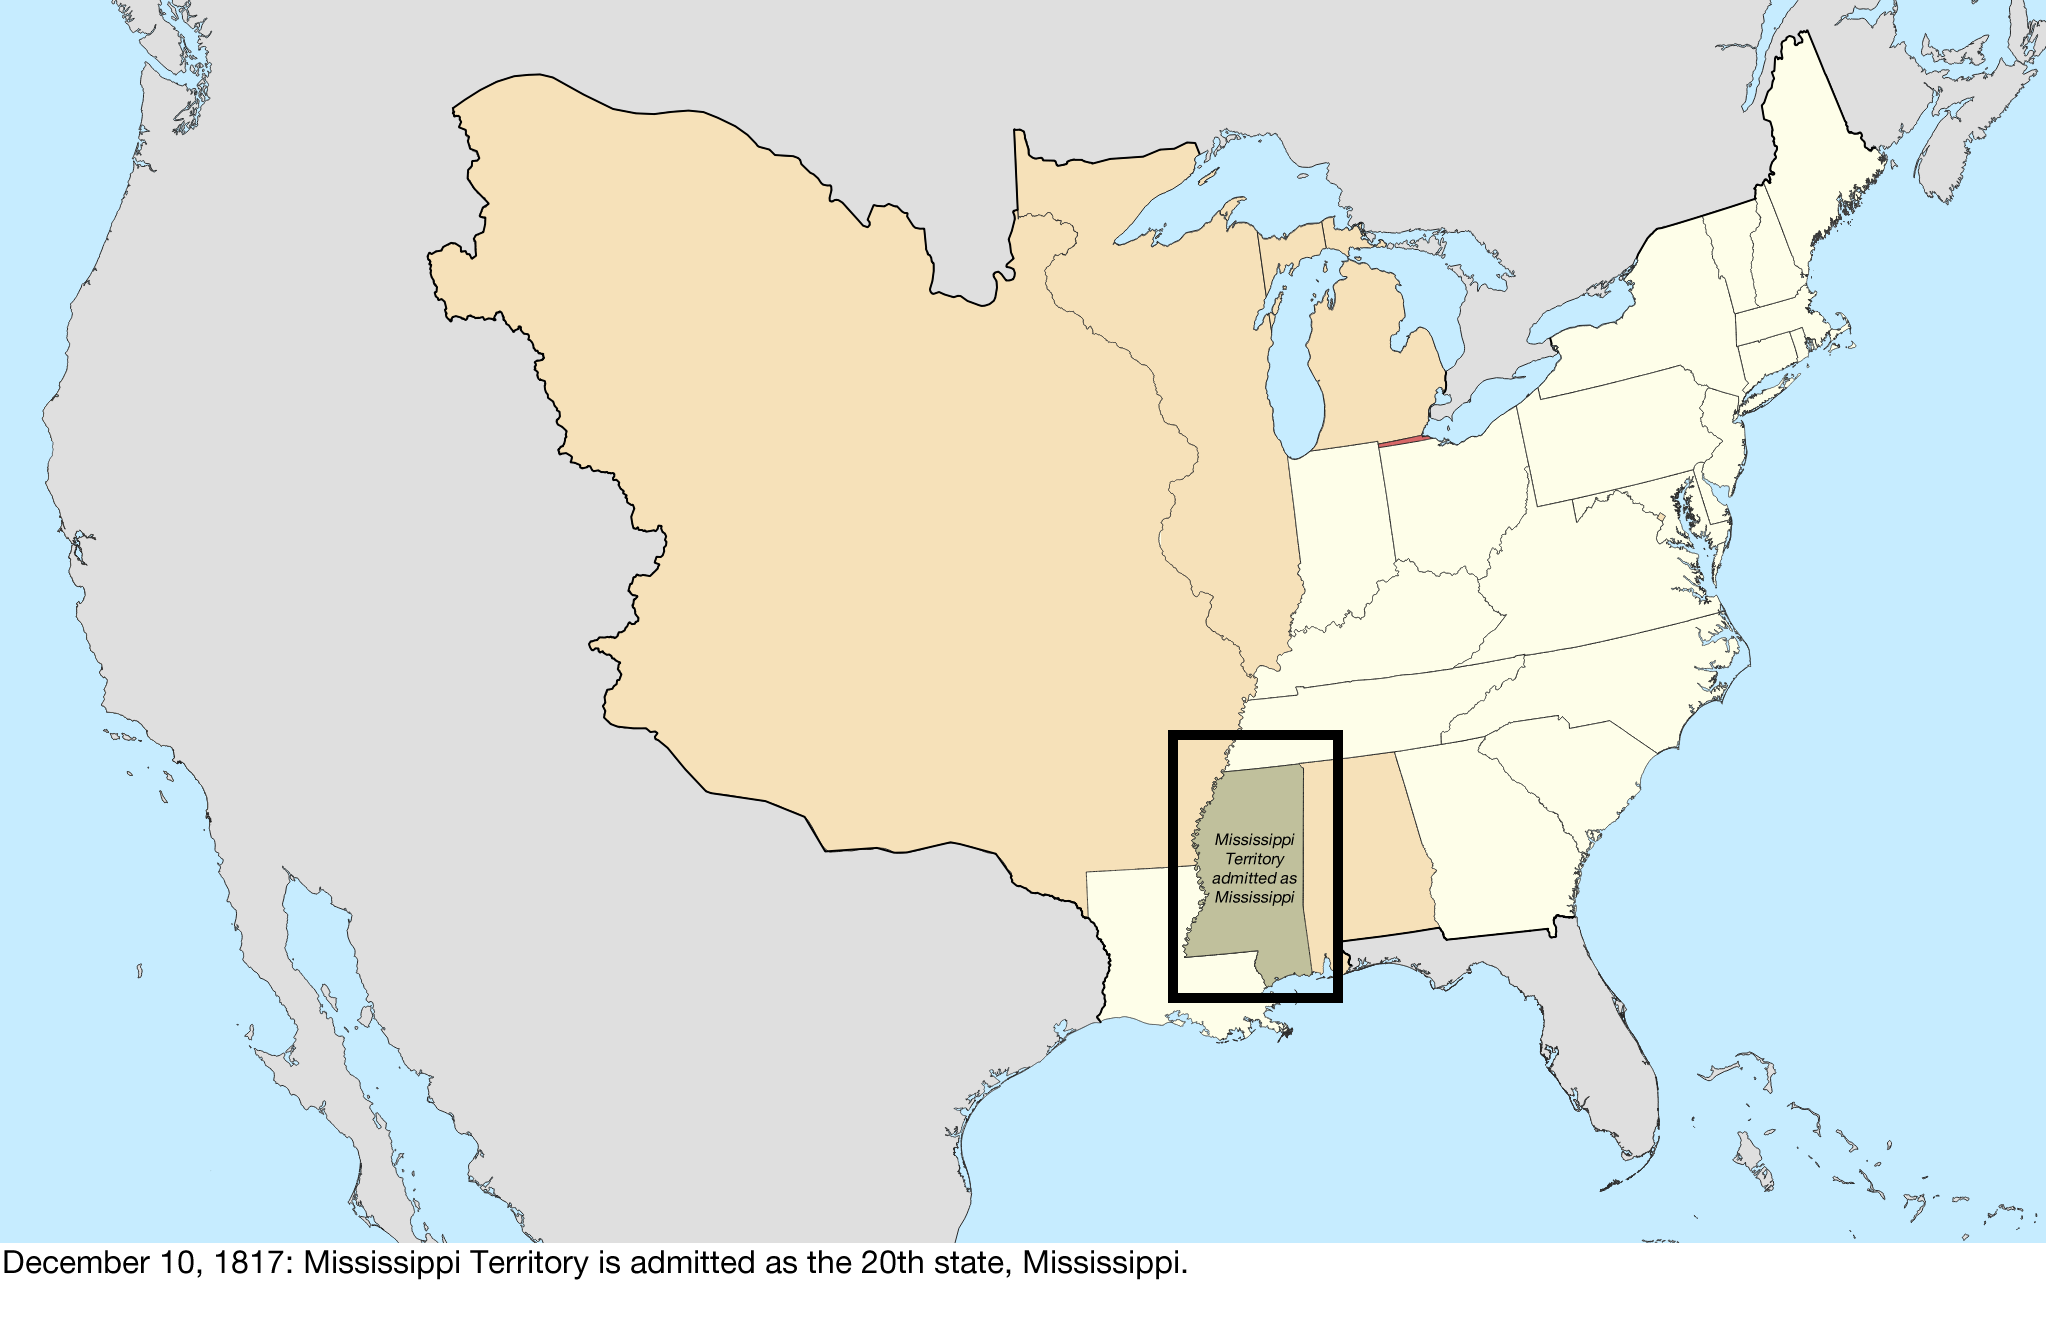 Mississippi
Territory
admitted as
Mississippi
December 10, 1817: Mississippi Territory is admitted as the 20th state, Mississippi.